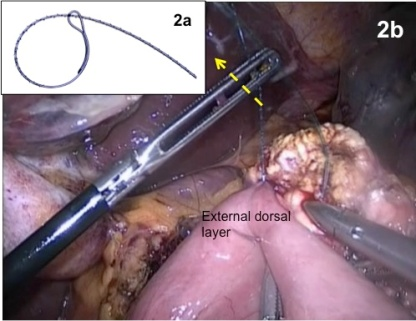 2a
2b
External dorsal
layer